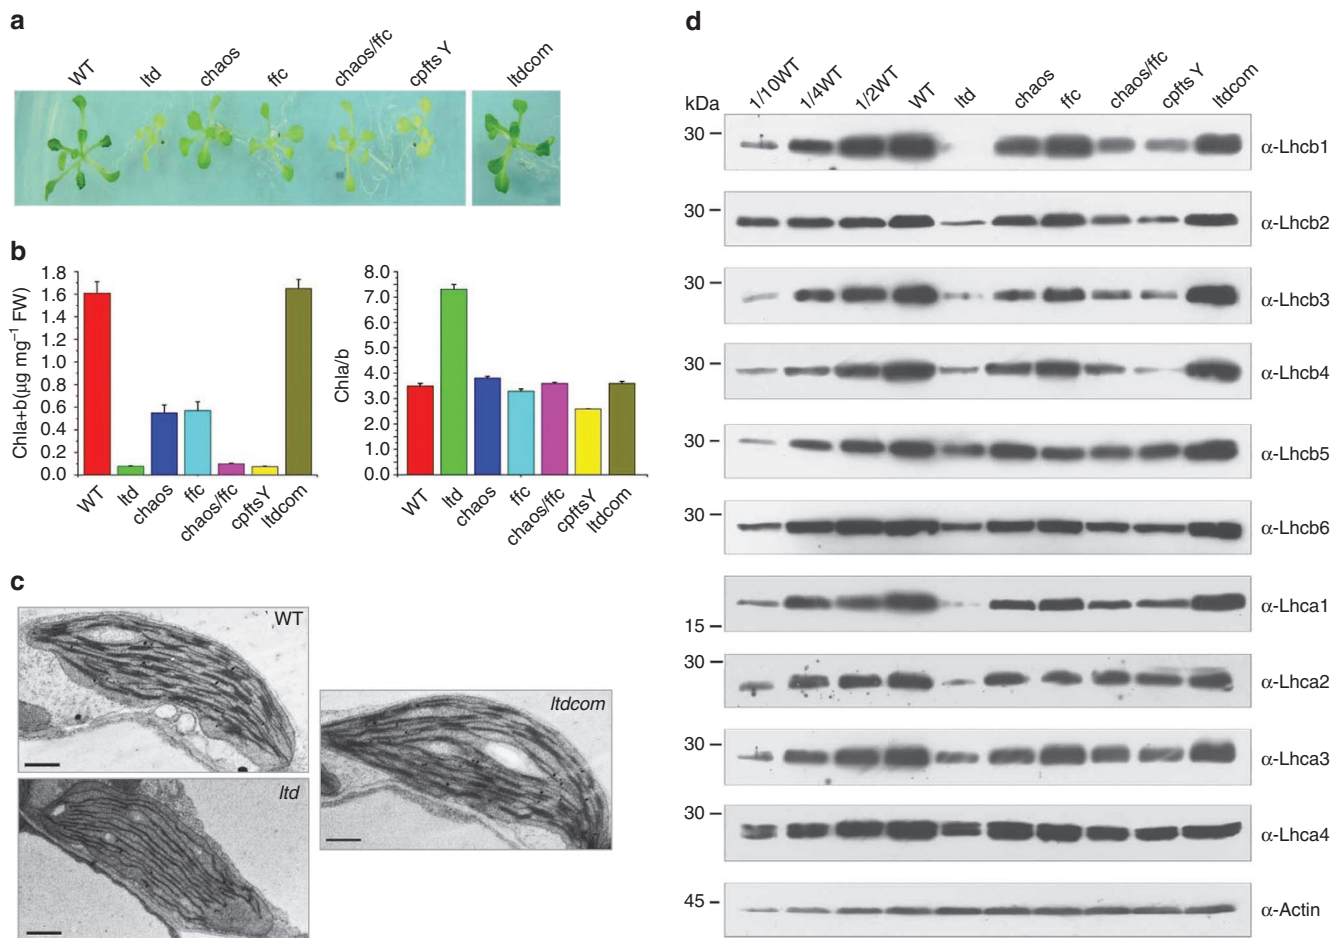 a
WT
ltd
chaos
ffc
chaos/ffc
cpfts Y
ltdcom
b
Chla+b(µg mg⁻¹ FW)
1.8
1.6
1.4
1.2
1.0
0.8
0.6
0.4
0.2
0.0
WT
ltd
chaos
ffc
chaos/ffc
cpftsY
ltdcom
Chla/b
8.0
7.0
6.0
5.0
4.0
3.0
2.0
1.0
0.0
WT
ltd
chaos
ffc
chaos/ffc
cpftsY
ltdcom
c
WT
ltd
ltdcom
d
kDa
1/10WT
1/4WT
1/2WT
WT
ltd
chaos
ffc
chaos/ffc
cpfts Y
ltdcom
30
α-Lhcb1
30
α-Lhcb2
30
α-Lhcb3
30
α-Lhcb4
30
α-Lhcb5
30
α-Lhcb6
15
α-Lhca1
30
α-Lhca2
30
α-Lhca3
30
α-Lhca4
45
α-Actin